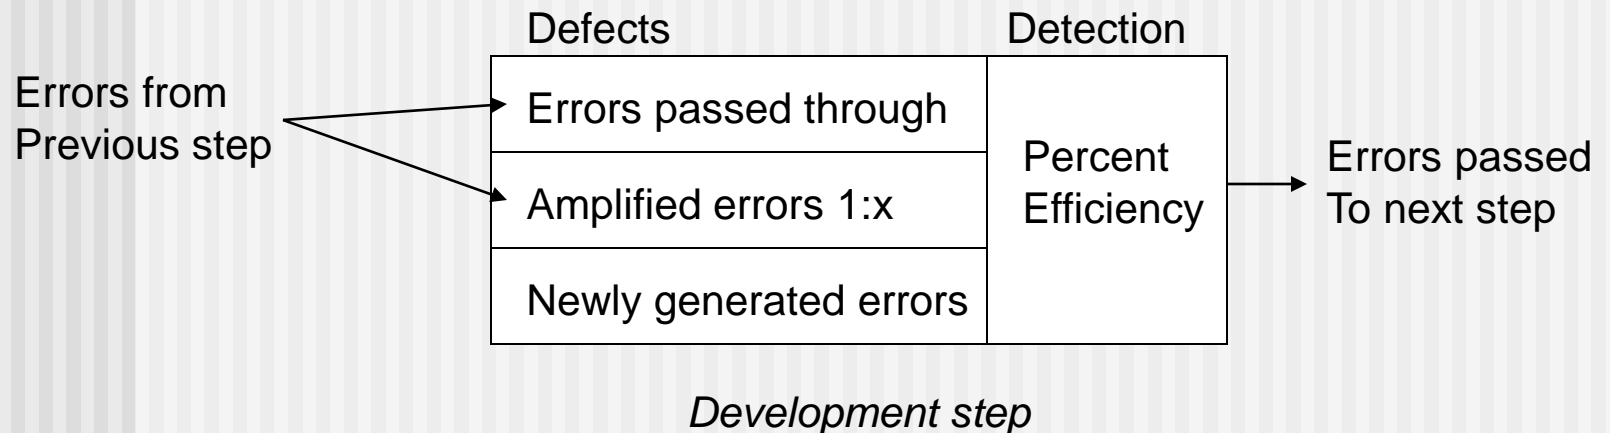 Defects
Detection
Errors from
Previous step
Errors passed through
Amplified errors 1:x
Newly generated errors
Percent
Efficiency
Errors passed
To next step
Development step